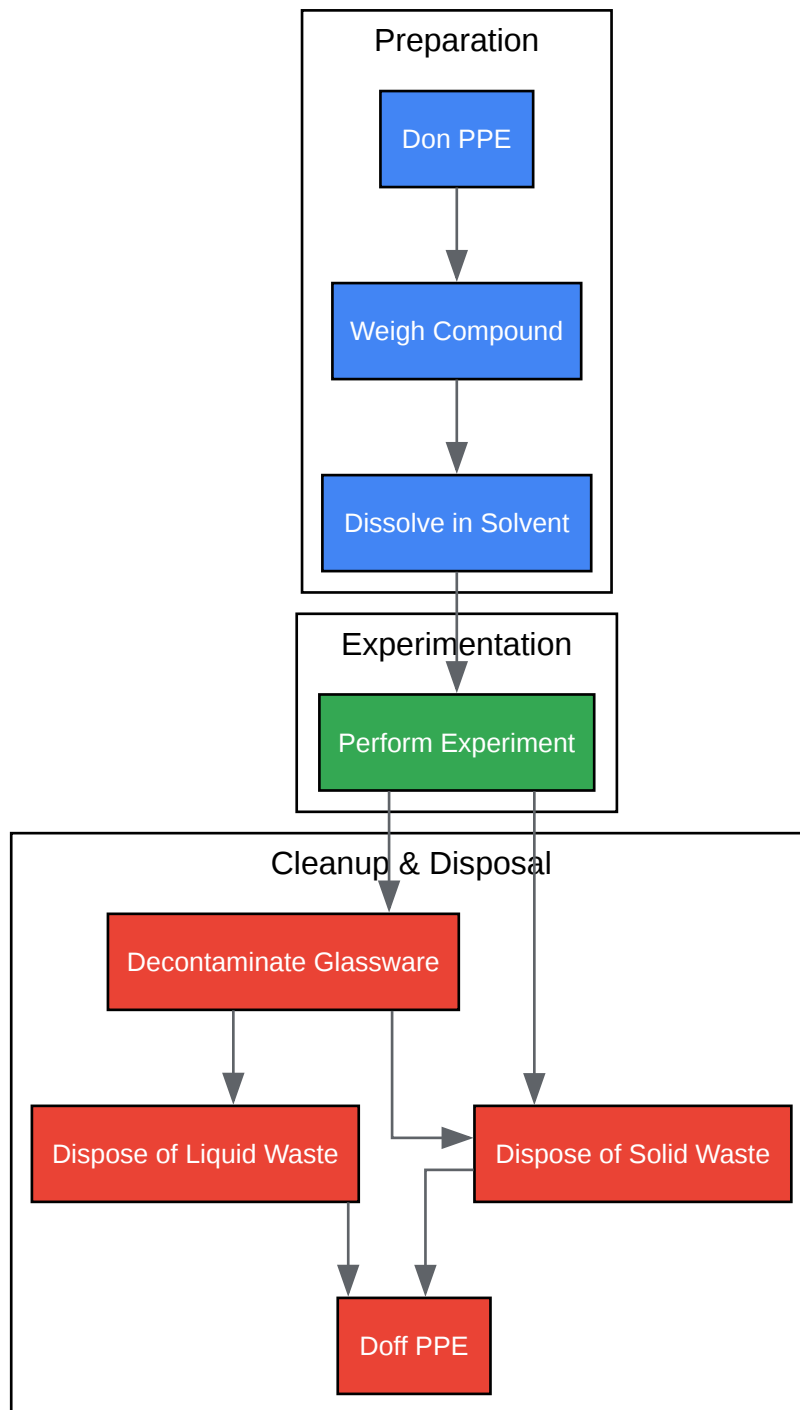 Preparation
Don PPE
Weigh Compound
Dissolve in Solvent
Experimentation
Perform Experiment
Cleanup & Disposal
Decontaminate Glassware
Dispose of Liquid Waste
Dispose of Solid Waste
Doff PPE